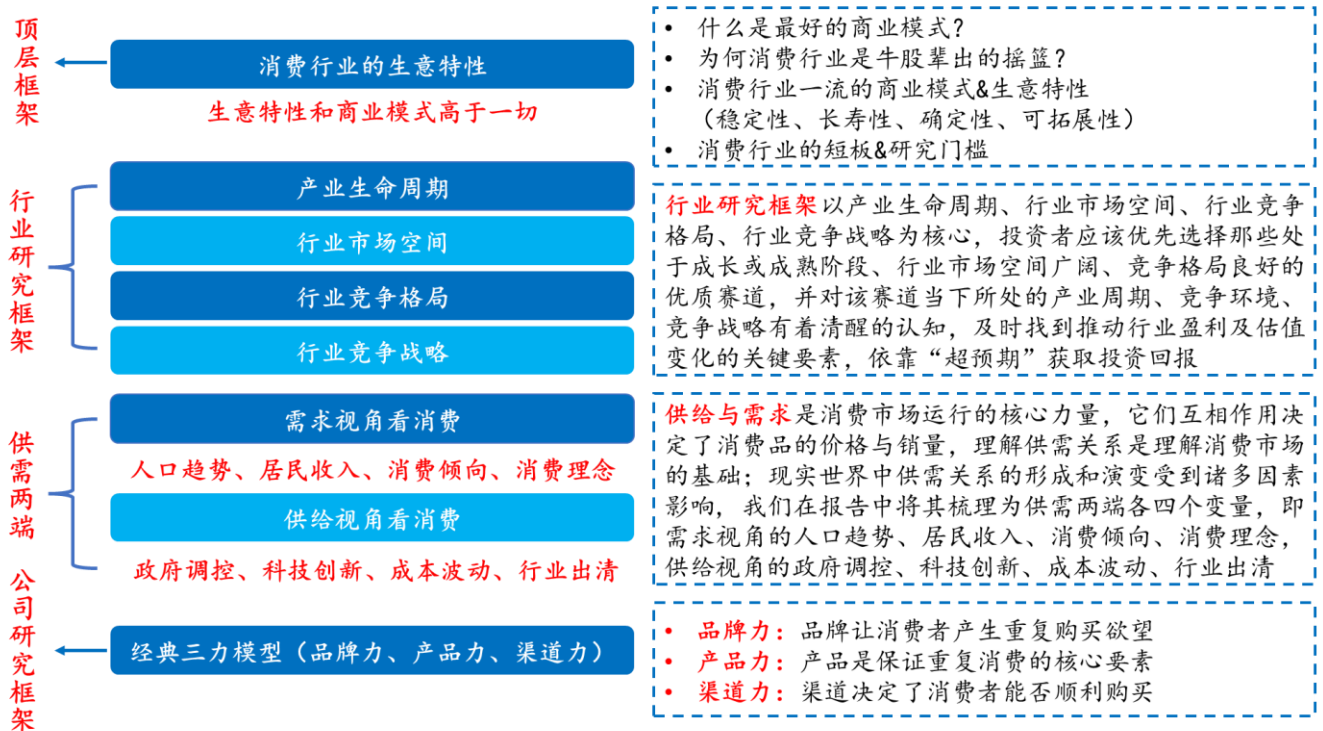 顶层框架
消费行业的生意特性
生意特性和商业模式高于一切
• 什么是最好的商业模式？
• 为何消费行业是牛股辈出的摇篮？
• 消费行业一流的商业模式&生意特性
（稳定性、长寿性、确定性、可拓展性）
• 消费行业的短板&研究门槛
行业研究框架
产业生命周期
行业市场空间
行业竞争格局
行业竞争战略
行业研究框架以产业生命周期、行业市场空间、行业竞争
格局、行业竞争战略为核心，投资者应该优先选择那些处
于成长或成熟阶段、行业市场空间广阔、竞争格局良好的
优质赛道，并对该赛道当下所处的产业周期、竞争环境、
竞争战略有着清醒的认知，及时找到推动行业盈利及估值
变化的关键要素，依靠“超预期”获取投资回报
供需两端
需求视角看消费
人口趋势、居民收入、消费倾向、消费理念
供给视角看消费
政府调控、科技创新、成本波动、行业出清
供给与需求是消费市场运行的核心力量，它们互相作用决
定了消费品的价格与销量，理解供需关系是理解消费市场
的基础；现实世界中供需关系的形成和演变受到诸多因素
影响，我们在报告中将其梳理为供需两端各四个变量，即
需求视角的人口趋势、居民收入、消费倾向、消费理念，
供给视角的政府调控、科技创新、成本波动、行业出清
公司研究框架
经典三力模型（品牌力、产品力、渠道力）
• 品牌力：品牌让消费者产生重复购买欲望
• 产品力：产品是保证重复消费的核心要素
• 渠道力：渠道决定了消费者能否顺利购买